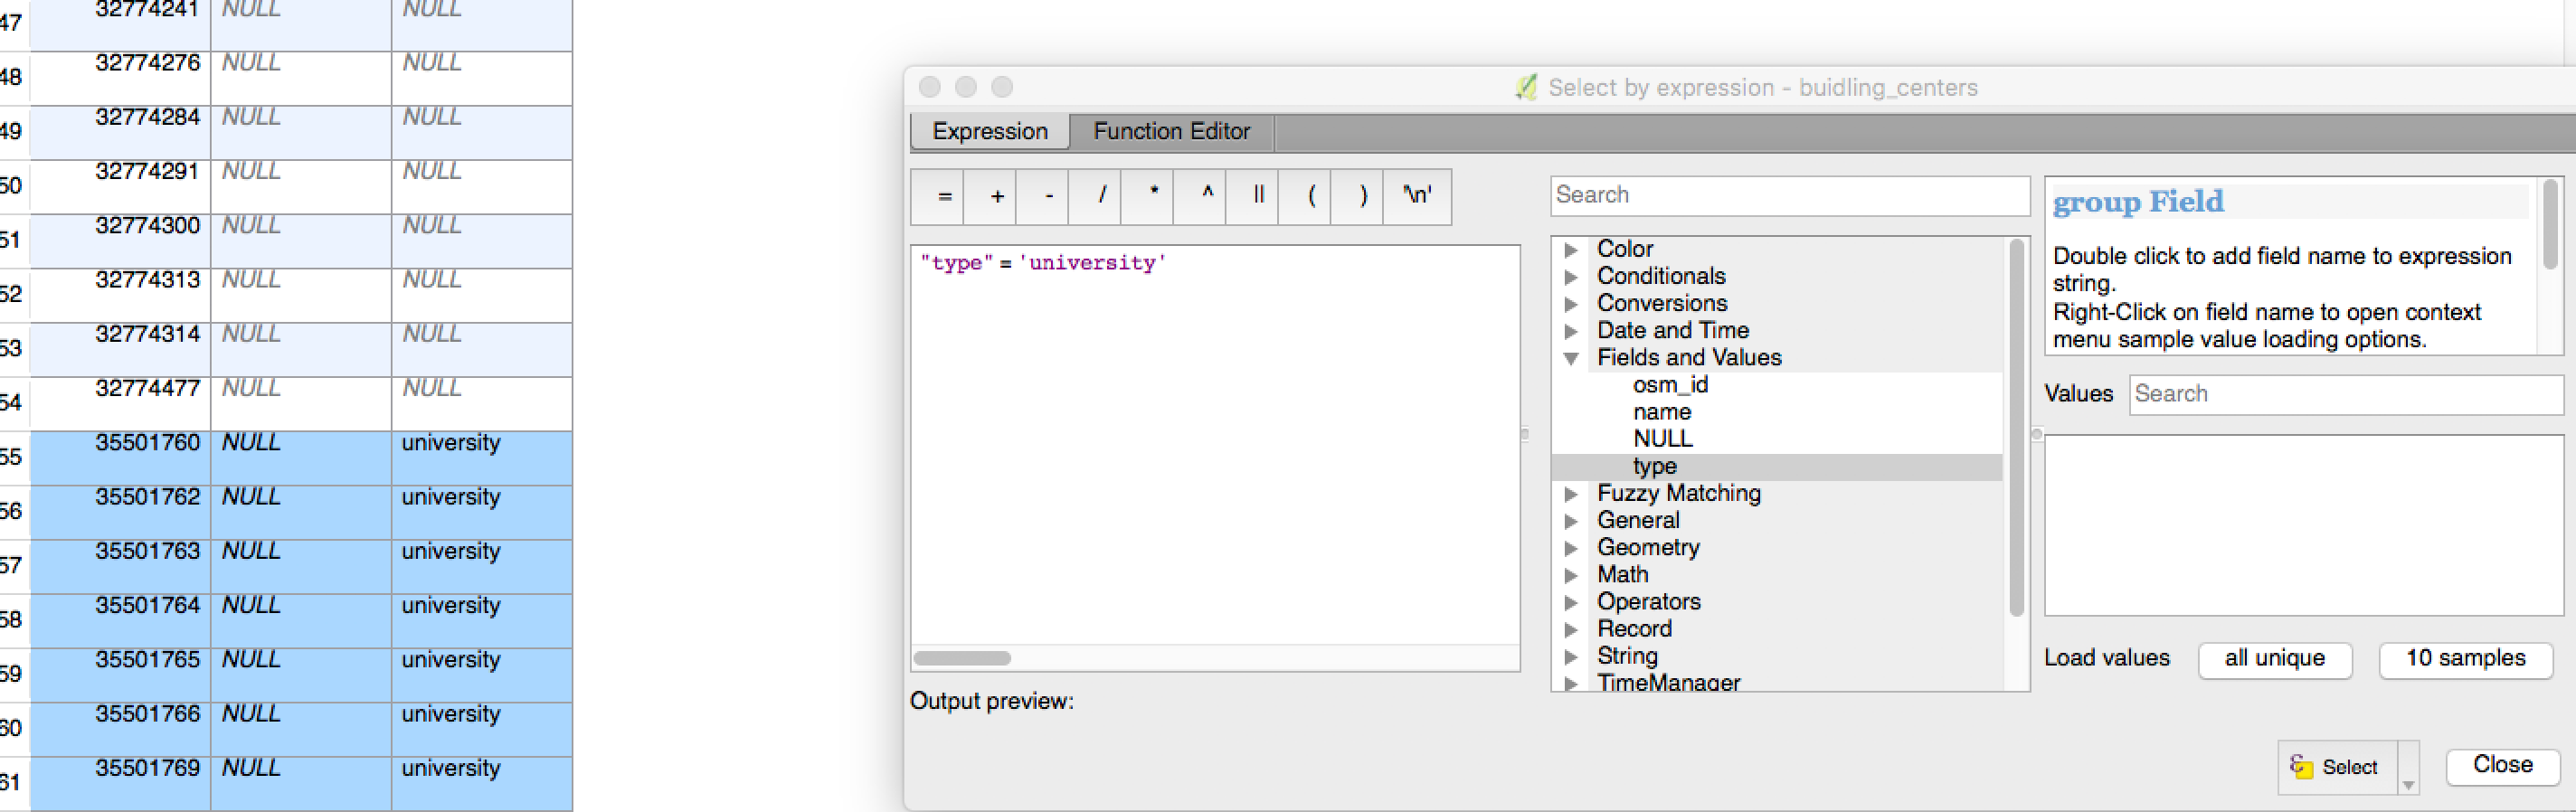 47 32774241 NULL NULL
48 32774276 NULL NULL
49 32774284 NULL NULL
50 32774291 NULL NULL
51 32774300 NULL NULL
52 32774313 NULL NULL
53 32774314 NULL NULL
54 32774477 NULL NULL
55 35501760 NULL university
56 35501762 NULL university
57 35501763 NULL university
58 35501764 NULL university
59 35501765 NULL university
60 35501766 NULL university
61 35501769 NULL university
Select by expression - buidling_centers
Expression Function Editor
= + - / * ^ || ( ) '\n'
"type" = 'university'
Output preview:
Search
Color
Conditionals
Conversions
Date and Time
Fields and Values
osm_id
name
NULL
type
Fuzzy Matching
General
Geometry
Math
Operators
Record
String
TimeManager
group Field
Double click to add field name to expression
string.
Right-Click on field name to open context
menu sample value loading options.
Values Search
Load values all unique 10 samples
Select Close